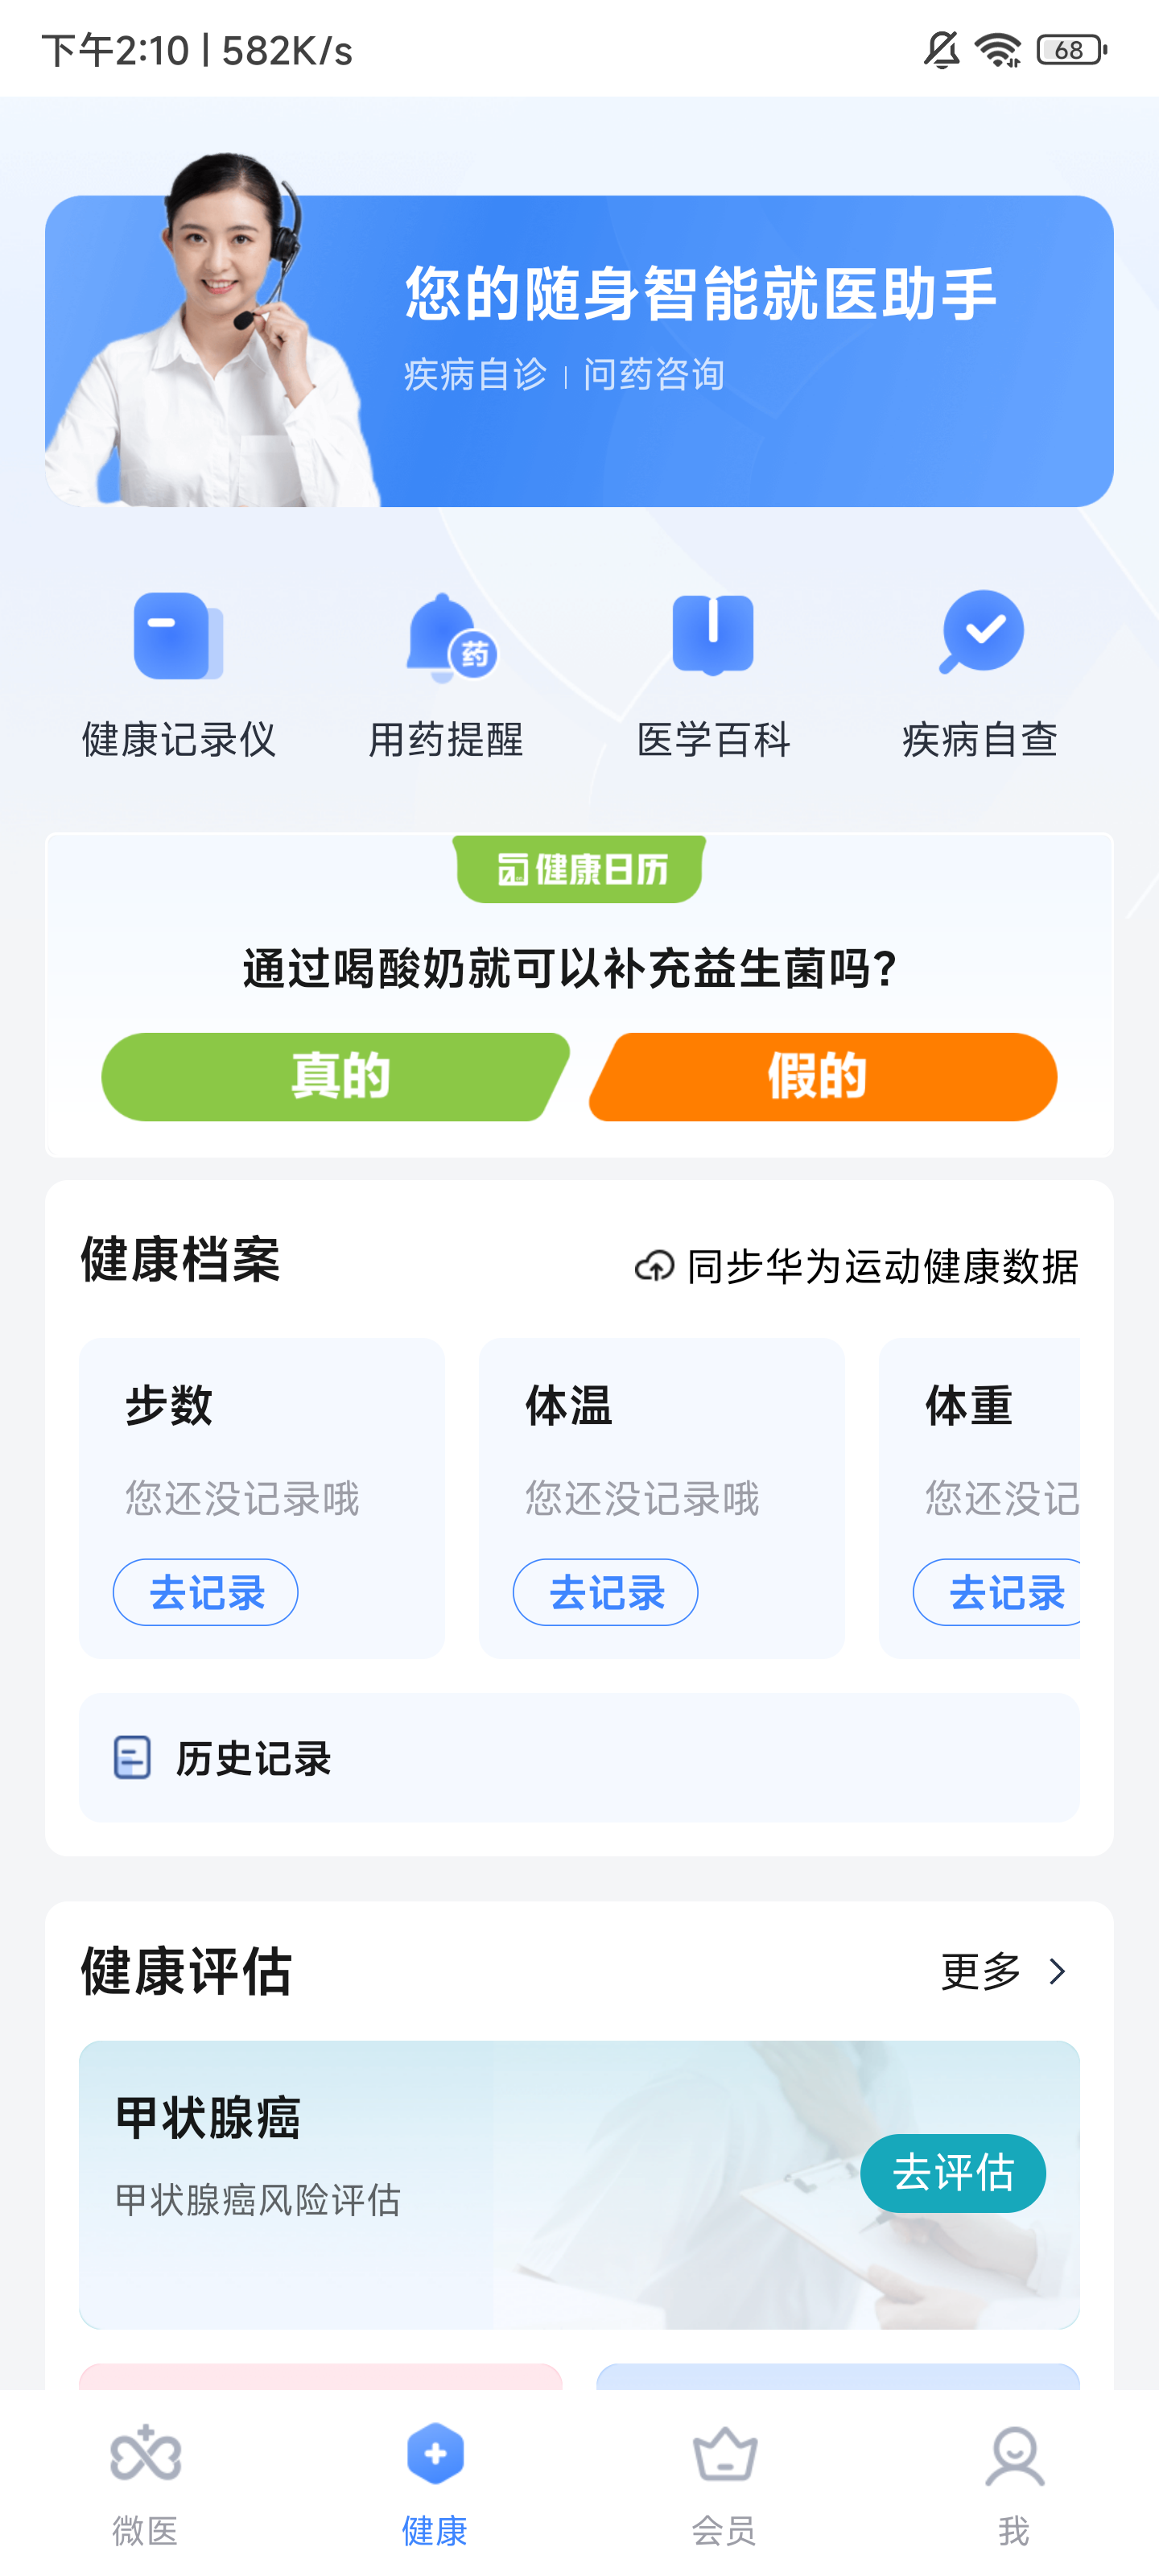 下午2:10 | 582K/s
68
您的随身智能就医助手
疾病自诊 | 问药咨询
药
健康记录仪 用药提醒 医学百科 疾病自查
健康日历
通过喝酸奶就可以补充益生菌吗?
真的 假的
健康档案 同步华为运动健康数据
步数 体温 体重
您还没记录哦 您还没记录哦 您还没记
去记录 去记录 去记录
历史记录
健康评估 更多
甲状腺癌
去评估
甲状腺癌风险评估
微医 健康 会员 我